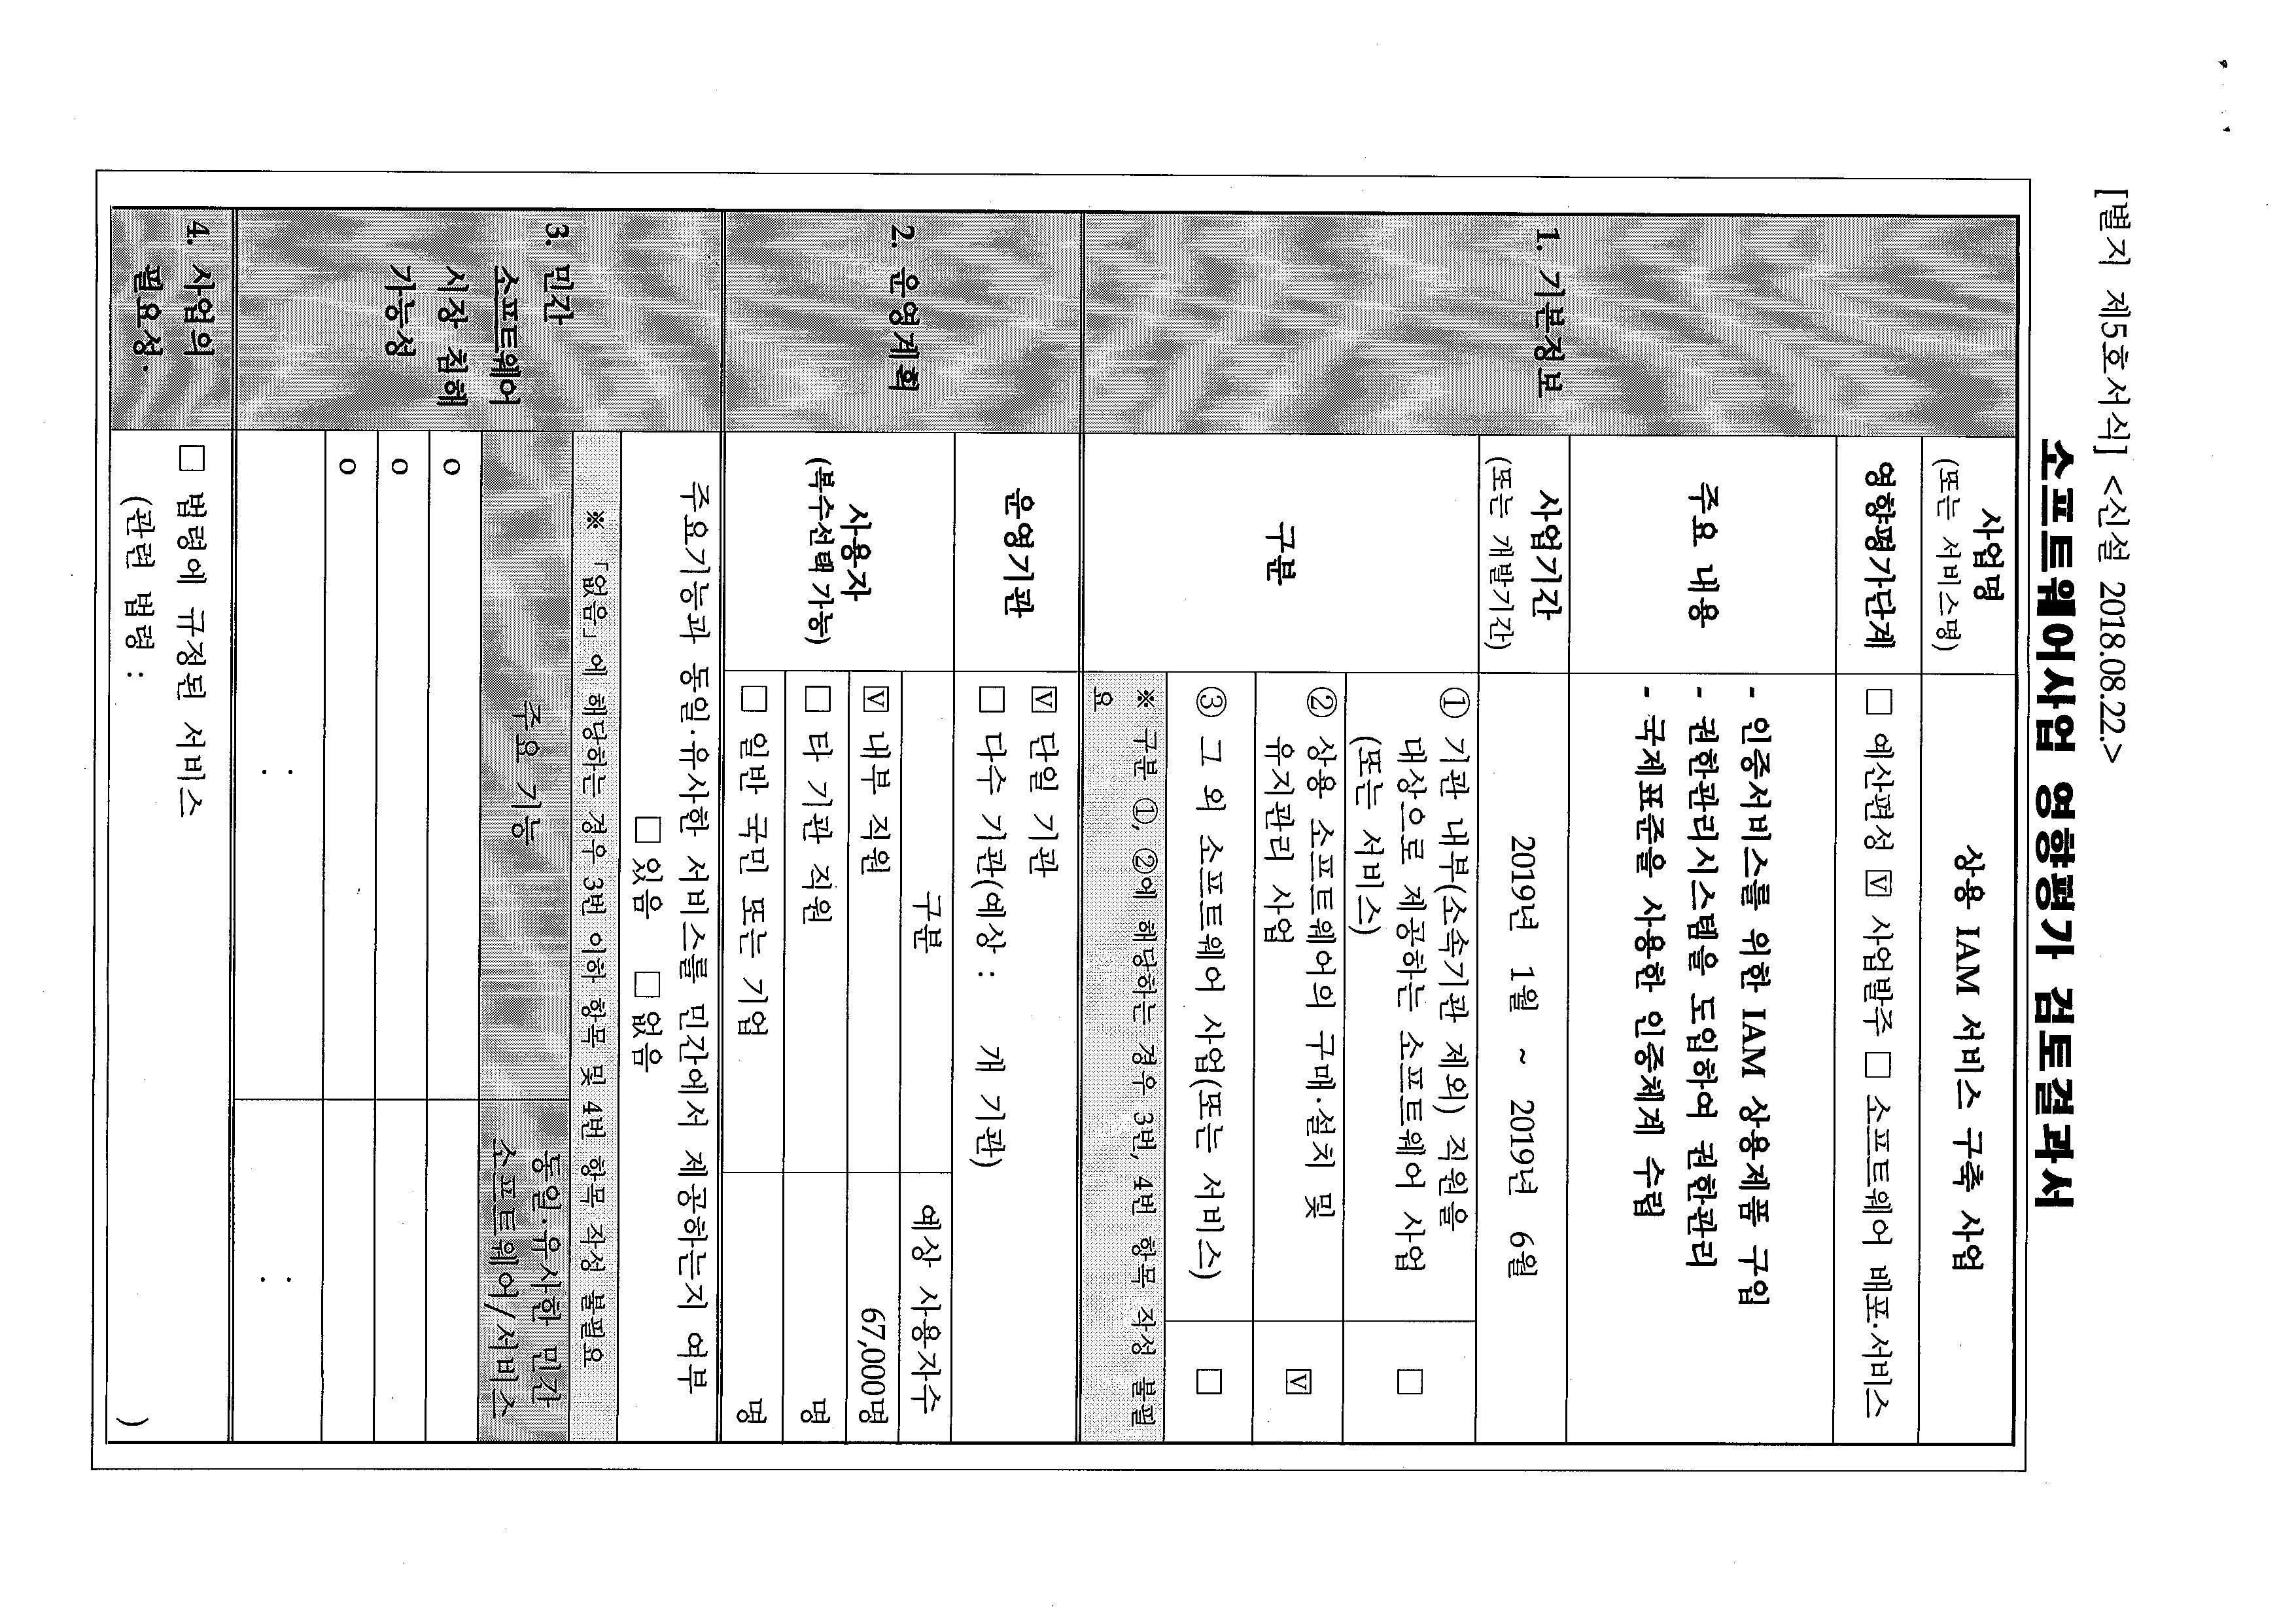 [별지 제5호서식] <신설 2018.08.22.>
소프트웨어사업 영향평가 검토결과서
1. 기본정보
사업명
(또는 서비스명)
상용 IAM 서비스 구축 사업
영향평가단계
□ 예산편성 ☑ 사업발주 □ 소프트웨어 배포·서비스
주요 내용
- 인증서비스를 위한 IAM 상용제품 구입
- 권한관리시스템을 도입하여 권한관리
- 국제표준을 사용한 인증체계 수립
사업기간
(또는 개발기간)
2019년 1월 ~ 2019년 6월
구분
① 기관 내부(소속기관 제외) 직원을
대상으로 제공하는 소프트웨어 사업
(또는 서비스)
□
② 상용 소프트웨어의 구매·설치 및
유지관리 사업
☑
③ 그 외 소프트웨어 사업(또는 서비스)
□
※ 구분 ①, ②에 해당하는 경우 3번, 4번 항목 작성 불필
요
2. 운영계획
운영기관
☑ 단일 기관
□ 다수 기관(예상 : 개 기관)
사용자
(복수선택 가능)
구분
예상 사용자수
☑ 내부 직원
67,000명
□ 타 기관 직원
명
□ 일반 국민 또는 기업
명
3. 민간
소프트웨어
시장 침해
가능성
주요기능과 동일·유사한 서비스를 민간에서 제공하는지 여부
□ 있음 □ 없음
※ 「없음」에 해당하는 경우 3번 이하 항목 및 4번 항목 작성 불필요
주요 기능
동일·유사한 민간
소프트웨어/서비스
o
o
o
:
:
4. 사업의
필요성
□ 법령에 규정된 서비스
(관련 법령 : )